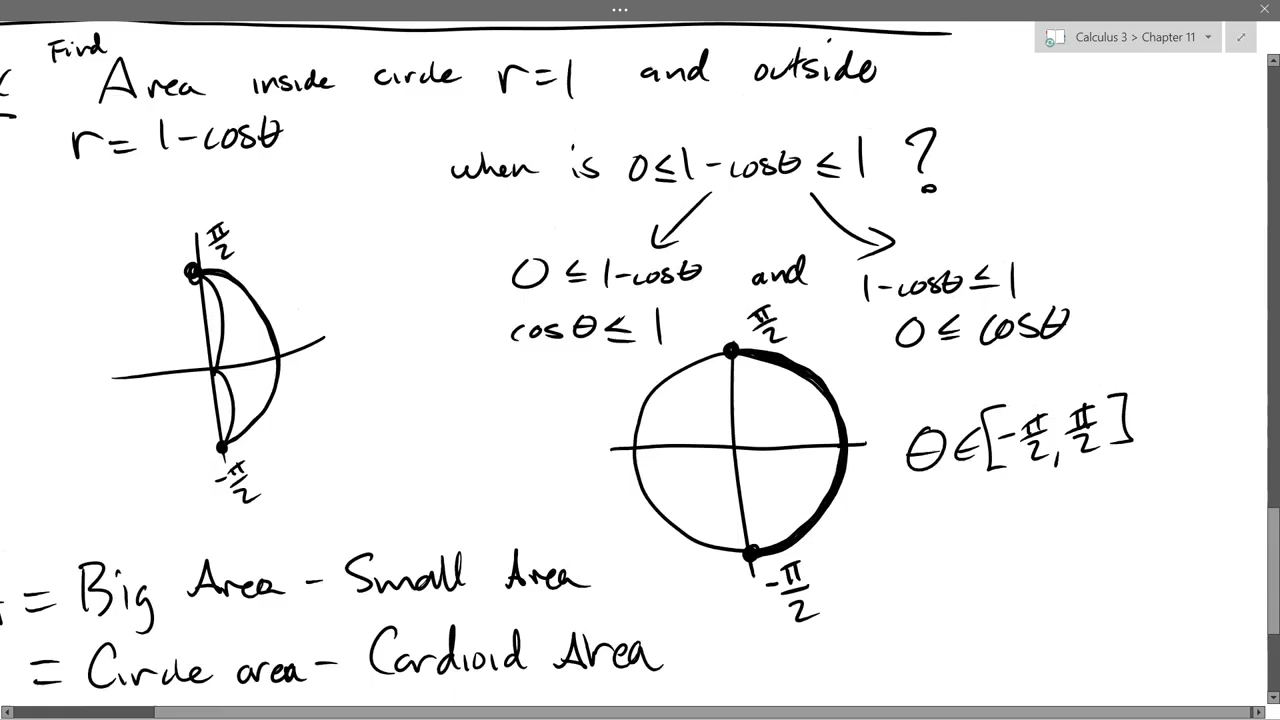 Calculus 3 > Chapter 11
Find
Area inside circle r=1 and outside
r= 1-cosθ
when is 0≤1-cosθ≤1 ?
0 ≤ 1-cosθ and 1-cosθ ≤ 1
cosθ ≤ 1 0 ≤ cosθ
π/2
-π/2
π/2
-π/2
θ∈[-π/2, π/2]
= Big Area - Small Area
= Circle area - Cardioid Area